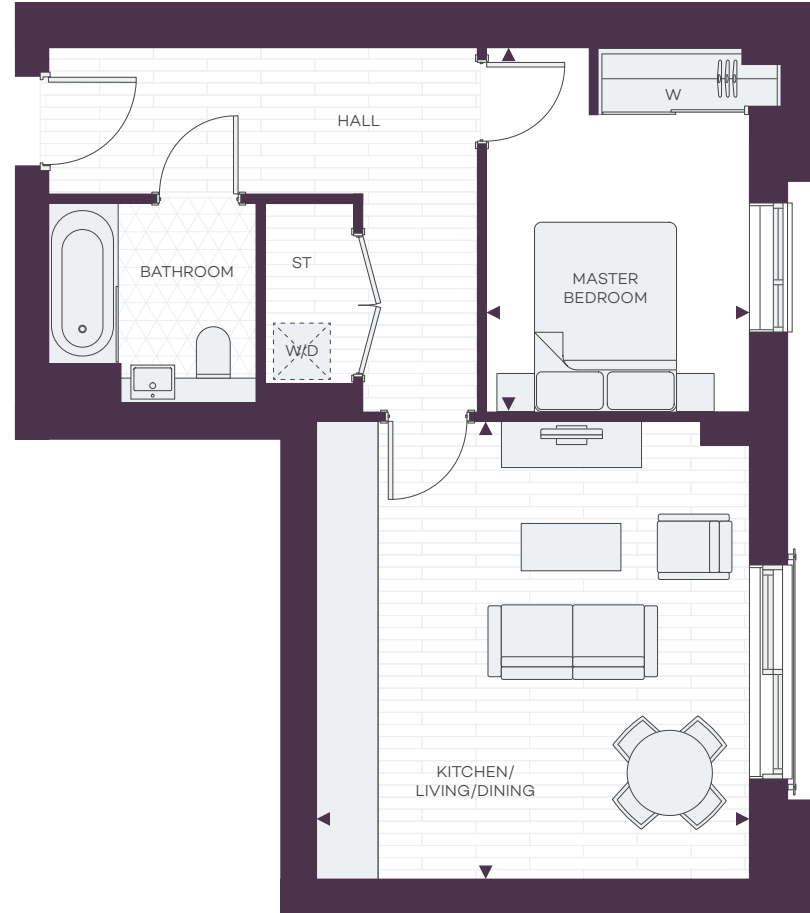 HALL
W
BATHROOM
ST
MASTER
BEDROOM
W/D
KITCHEN/
LIVING/DINING